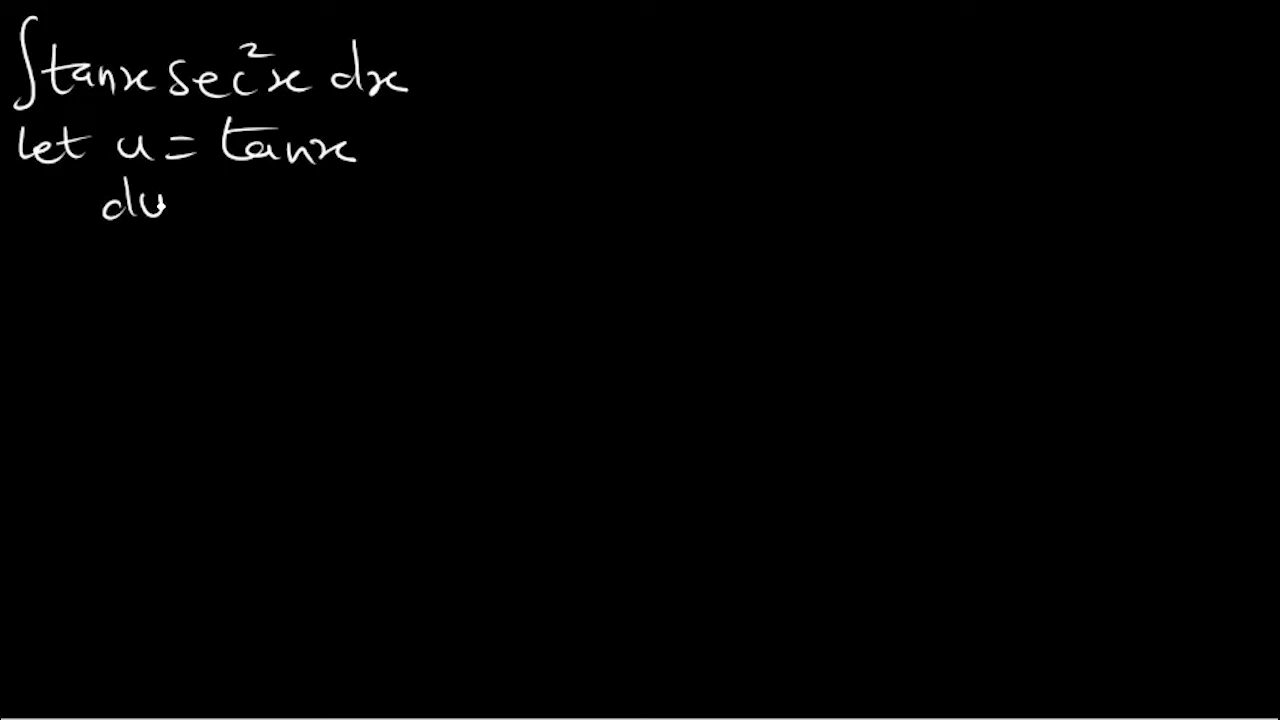 ∫tanx sec²x dx
let u = tanx
du